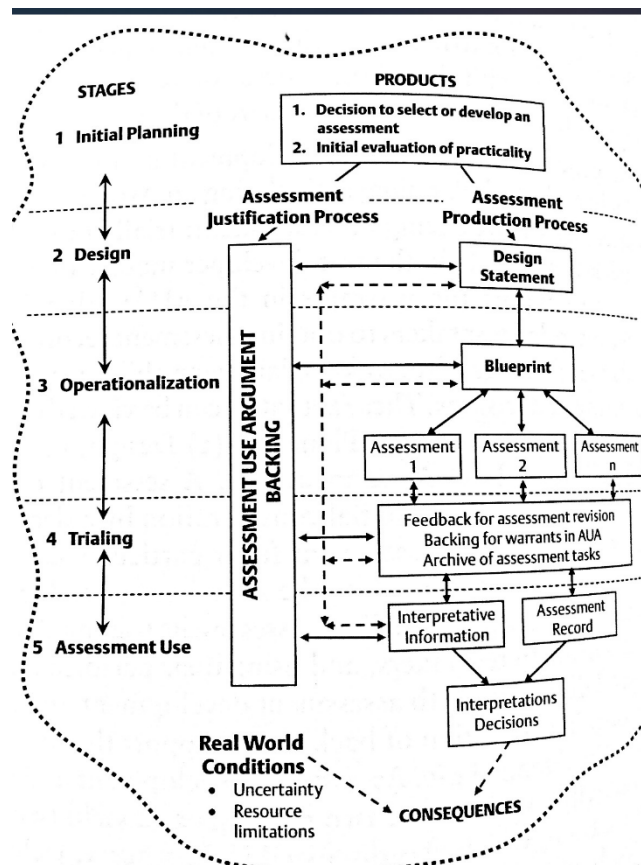 STAGES
PRODUCTS
1 Initial Planning
1. Decision to select or develop an
assessment
2. Initial evaluation of practicality
Assessment
Justification Process
Assessment
Production Process
2 Design
Design
Statement
3 Operationalization
Blueprint
ASSESSMENT USE ARGUMENT
BACKING
Assessment
1
Assessment
2
Assessment
n
4 Trialing
Feedback for assessment revision
Backing for warrants in AUA
Archive of assessment tasks
5 Assessment Use
Interpretative
Information
Assessment
Record
Interpretations
Decisions
Real World
Conditions
• Uncertainty
Resource
limitations
CONSEQUENCES